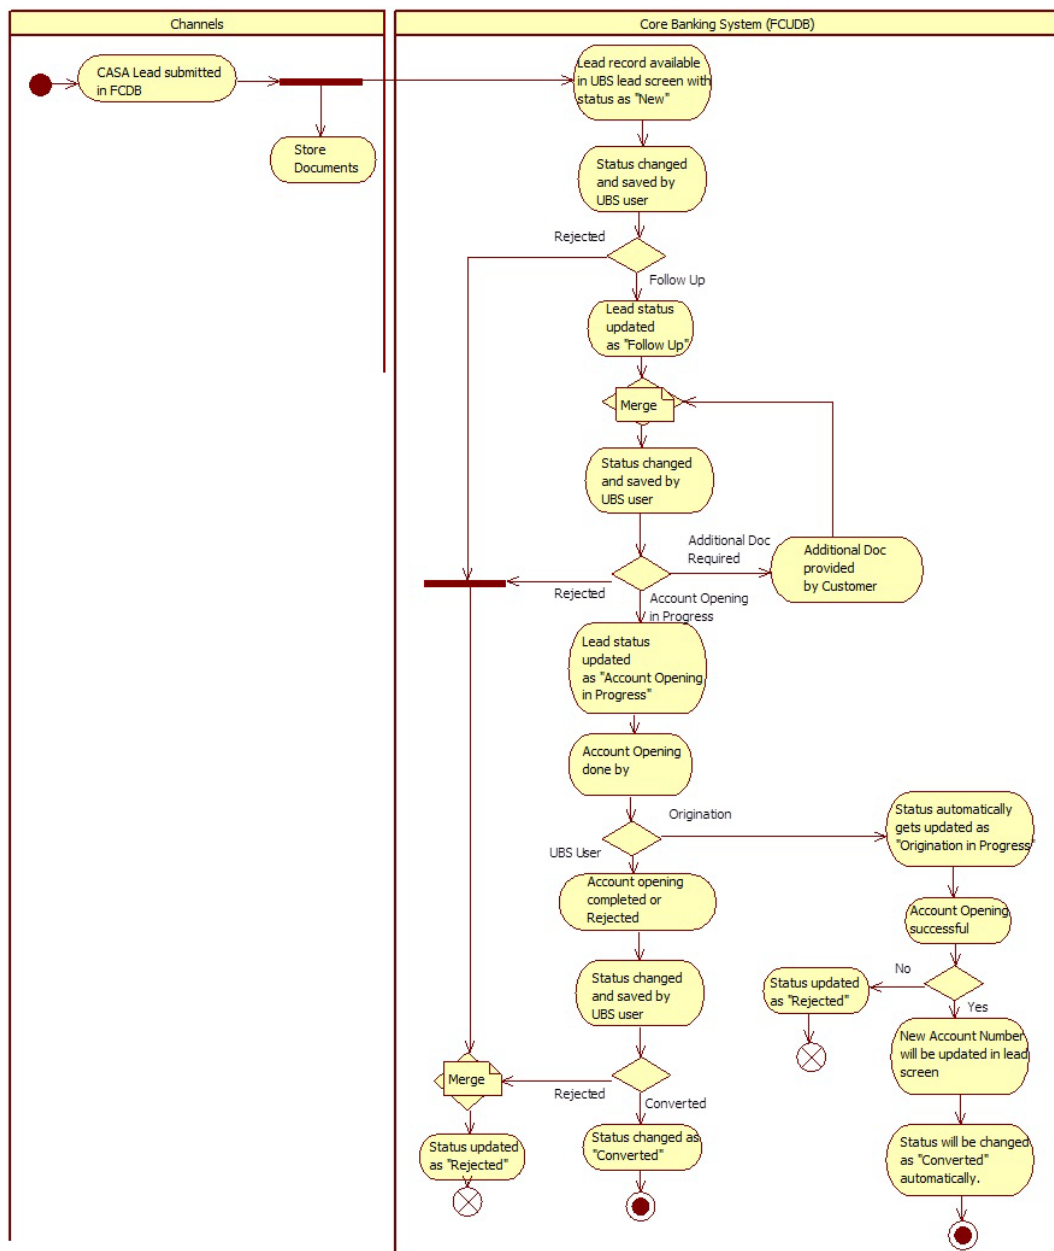 Channels
Core Banking System (FCUDB)
CASA Lead submitted
in FCDB
Lead record available
in UBS lead screen with
status as "New"
Store
Documents
Status changed
and saved by
UBS user
Rejected
Follow Up
Lead status
updated
as "Follow Up"
Merge
Status changed
and saved by
UBS user
Additional Doc
Required
Additional Doc
provided
by Customer
Rejected
Account Opening
in Progress
Lead status
updated
as "Account Opening
in Progress"
Account Opening
done by
Origination
Status automatically
gets updated as
"Origination in Progress"
UBS User
Account opening
completed or
Rejected
Account Opening
successful
Status changed
and saved by
UBS user
No
Status updated
as "Rejected"
Yes
New Account Number
will be updated in lead
screen
Merge
Rejected
Converted
Status updated
as "Rejected"
Status changed as
"Converted"
Status will be changed
as "Converted"
automatically.